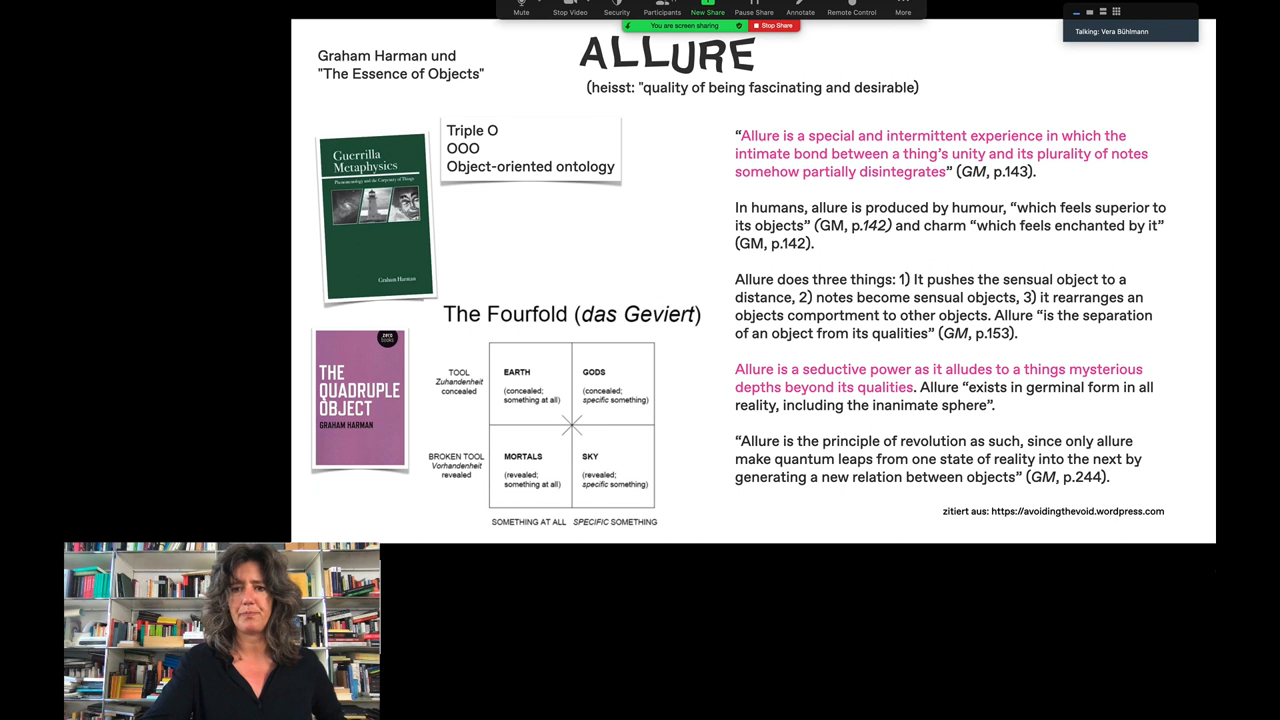 Mute
Stop Video
Security
Participants
New Share
Pause Share
Annotate
Remote Control
More
You are screen sharing
Stop Share
Talking: Vera Bühlmann
Graham Harman und
"The Essence of Objects"
ALLURE
(heisst: "quality of being fascinating and desirable)
Guerrilla
Metaphysics
Phenomenology and the Carpentry of Things
Graham Harman
Triple O
OOO
Object-oriented ontology
The Fourfold (das Geviert)
zero
books
THE
QUADRUPLE
OBJECT
GRAHAM HARMAN
TOOL
Zuhandenheit
concealed
EARTH
(concealed;
something at all)
GODS
(concealed;
specific something)
BROKEN TOOL
Vorhandenheit
revealed
MORTALS
(revealed;
something at all)
SKY
(revealed;
specific something)
SOMETHING AT ALL
SPECIFIC SOMETHING
“Allure is a special and intermittent experience in which the
intimate bond between a thing’s unity and its plurality of notes
somehow partially disintegrates” (GM, p.143).
In humans, allure is produced by humour, “which feels superior to
its objects” (GM, p.142) and charm “which feels enchanted by it”
(GM, p.142).
Allure does three things: 1) It pushes the sensual object to a
distance, 2) notes become sensual objects, 3) it rearranges an
objects comportment to other objects. Allure “is the separation
of an object from its qualities” (GM, p.153).
Allure is a seductive power as it alludes to a things mysterious
depths beyond its qualities. Allure “exists in germinal form in all
reality, including the inanimate sphere”.
“Allure is the principle of revolution as such, since only allure
make quantum leaps from one state of reality into the next by
generating a new relation between objects” (GM, p.244).
zitiert aus: https://avoidingthevoid.wordpress.com